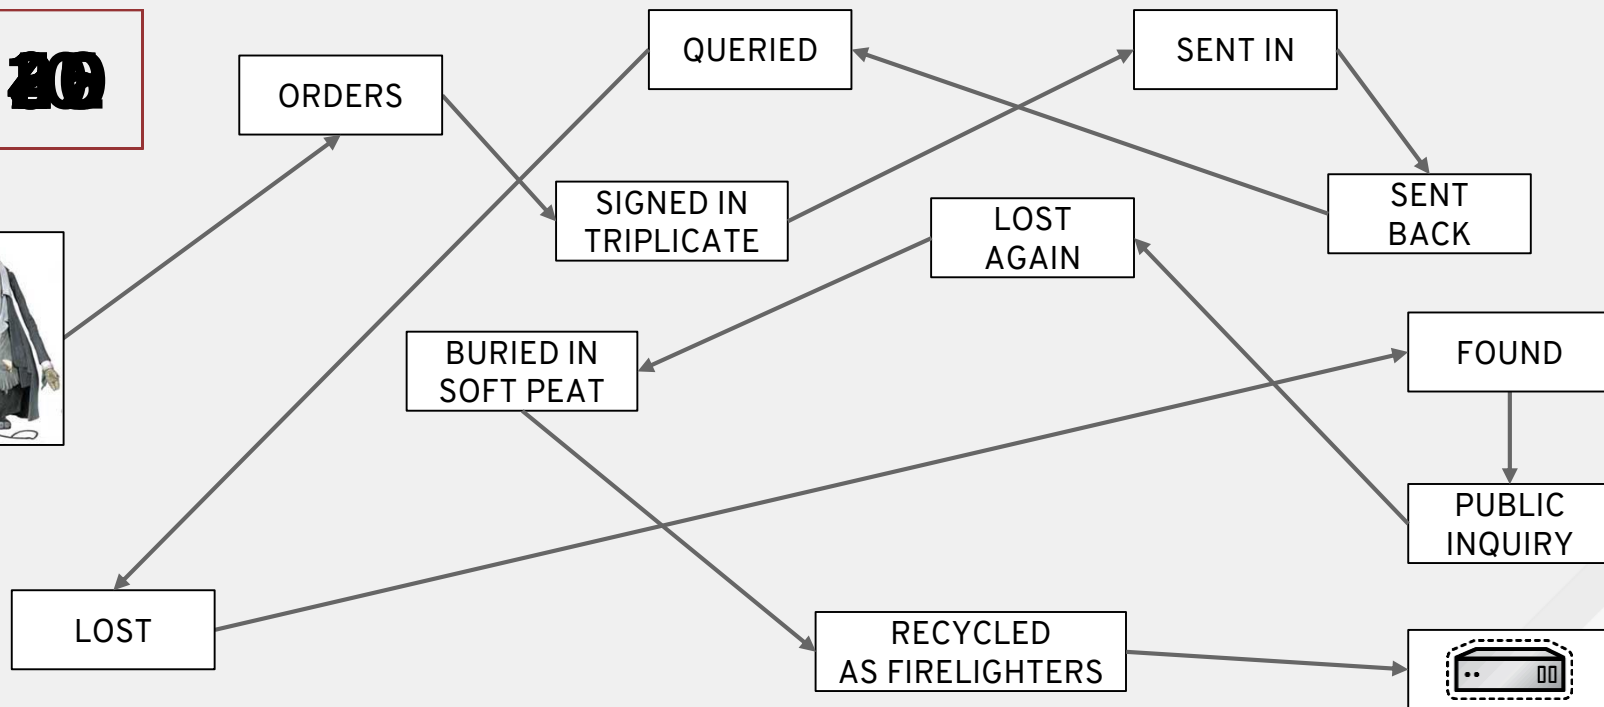 ORDERS
SIGNED IN
TRIPLICATE
SENT IN
SENT
BACK
QUERIED
LOST
FOUND
PUBLIC
INQUIRY
LOST
AGAIN
BURIED IN
SOFT PEAT
RECYCLED
AS FIRELIGHTERS